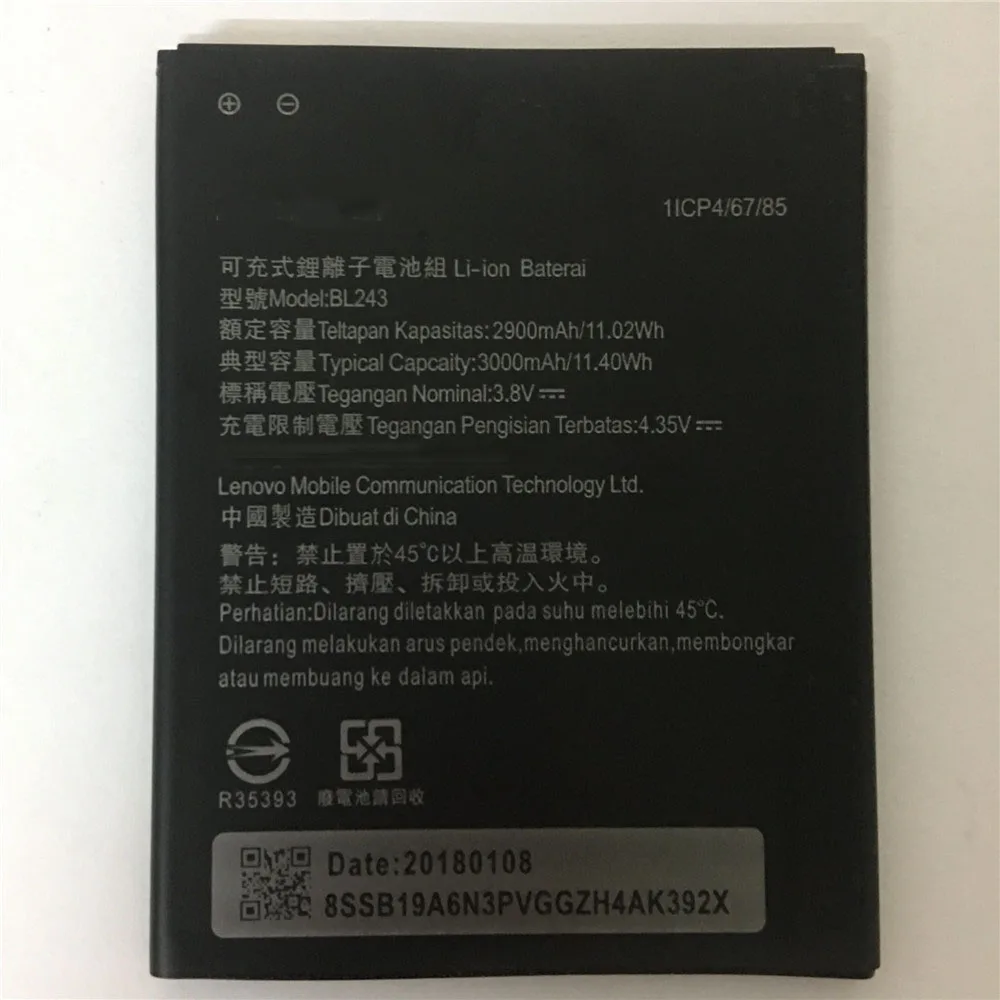 1ICP4/67/85
可充式鋰離子電池組 Li-ion Baterai
型號Model:BL243
額定容量Teltapan Kapasitas: 2900mAh/11.02Wh
典型容量Typical Capcaity:3000mAh/11.40Wh
標稱電壓Tegangan Nominal:3.8V
充電限制電壓Tegangan Pengisian Terbatas:4.35V
Lenovo Mobile Communication Technology Ltd.
中國製造Dibuat di China
警告：禁止置於45°C以上高溫環境。
禁止短路、擠壓、拆卸或投入火中。
Perhatian:Dilarang diletakkan pada suhu melebihi 45°C.
Dilarang melakukan arus pendek,menghancurkan,membongkar
atau membuang ke dalam api.
R35393 廢電池請回收
Date:20180108
8SSB19A6N3PVGGZH4AK392X